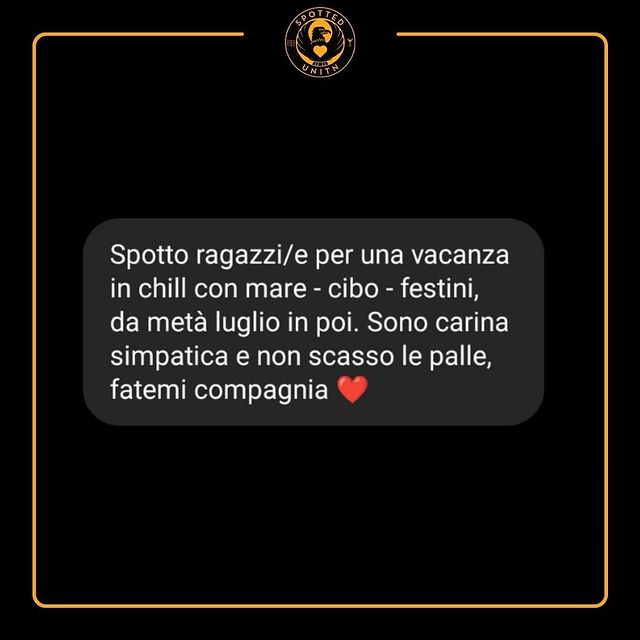 SPOTTED
UNITN
Spotto ragazzi/e per una vacanza
in chill con mare - cibo - festini,
da metà luglio in poi. Sono carina
simpatica e non scasso le palle,
fatemi compagnia ❤️